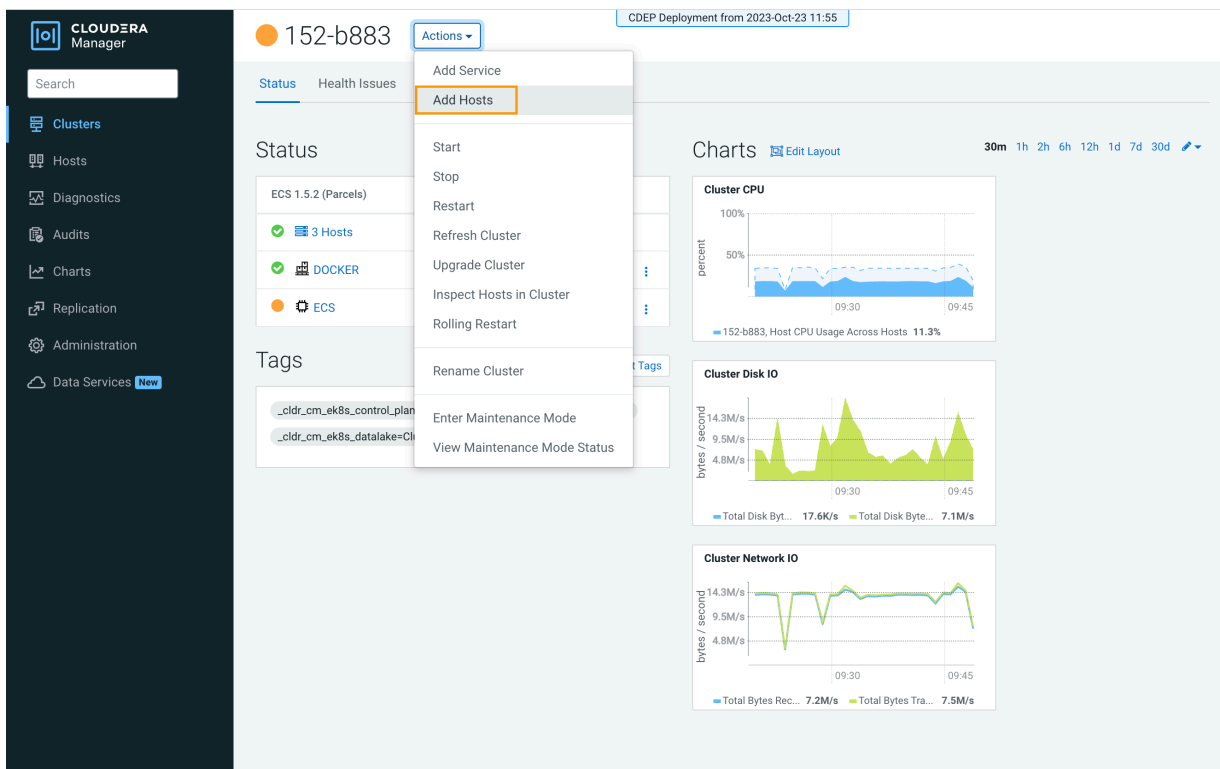 CLOUDERA
Manager
Search
Clusters
Hosts
Diagnostics
Audits
Charts
Replication
Administration
Data Services New
CDEP Deployment from 2023-Oct-23 11:55
152-b883 Actions
Status Health Issues
Add Service
Add Hosts
Start
Stop
Restart
Refresh Cluster
Upgrade Cluster
Inspect Hosts in Cluster
Rolling Restart
Rename Cluster
Enter Maintenance Mode
View Maintenance Mode Status
Status
ECS 1.5.2 (Parcels)
3 Hosts
DOCKER
ECS
Tags
t Tags
_cldr_cm_ek8s_control_plan
_cldr_cm_ek8s_datalake=Clu
Charts Edit Layout 30m 1h 2h 6h 12h 1d 7d 30d
Cluster CPU
percent
100%
50%
09:30 09:45
152-b883, Host CPU Usage Across Hosts 11.3%
Cluster Disk IO
bytes / second
14.3M/s
9.5M/s
4.8M/s
09:30 09:45
Total Disk Byt... 17.6K/s Total Disk Byte... 7.1M/s
Cluster Network IO
bytes / second
14.3M/s
9.5M/s
4.8M/s
09:30 09:45
Total Bytes Rec... 7.2M/s Total Bytes Tra... 7.5M/s